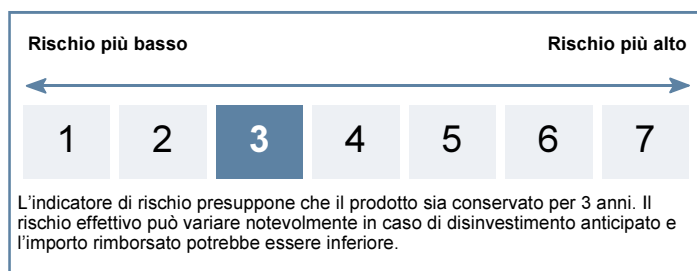 Rischio più basso Rischio più alto
1 2 3 4 5 6 7
L'indicatore di rischio presuppone che il prodotto sia conservato per 3 anni. Il
rischio effettivo può variare notevolmente in caso di disinvestimento anticipato e
l'importo rimborsato potrebbe essere inferiore.